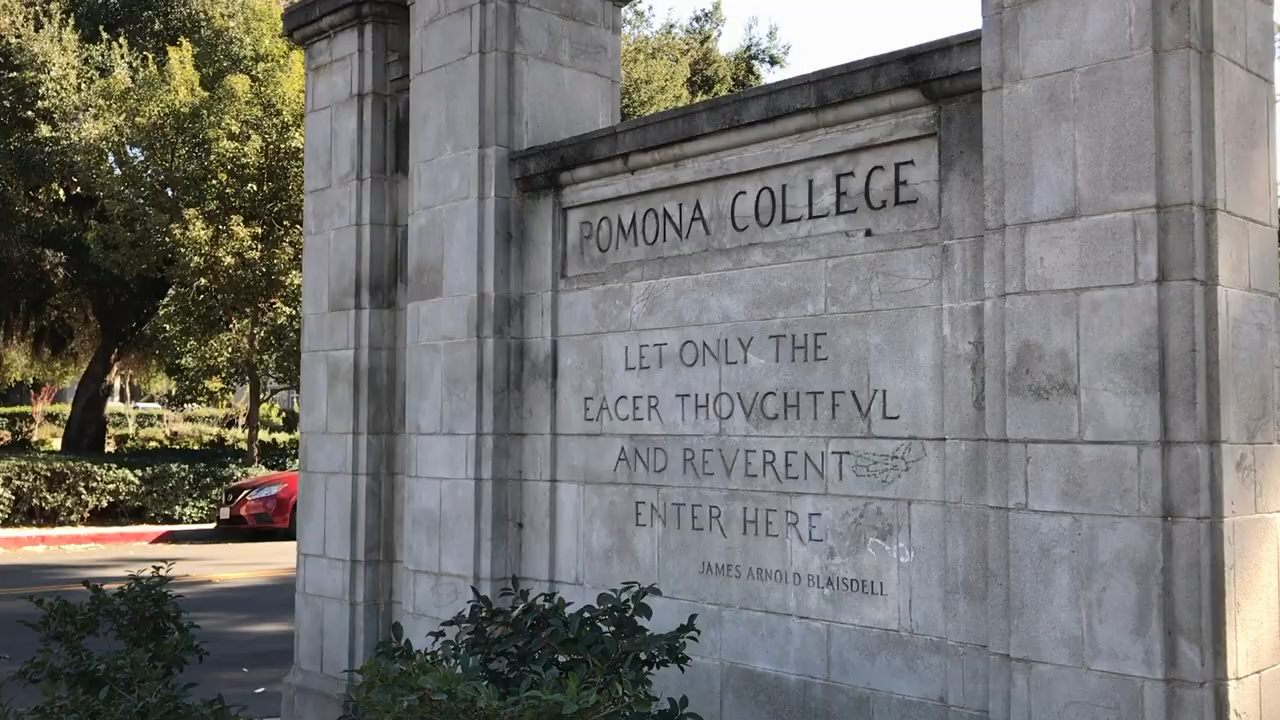 POMONA COLLEGE
LET ONLY THE
EAGER THOVGHTFVL
AND REVERENT
ENTER HERE
JAMES ARNOLD BLAISDELL